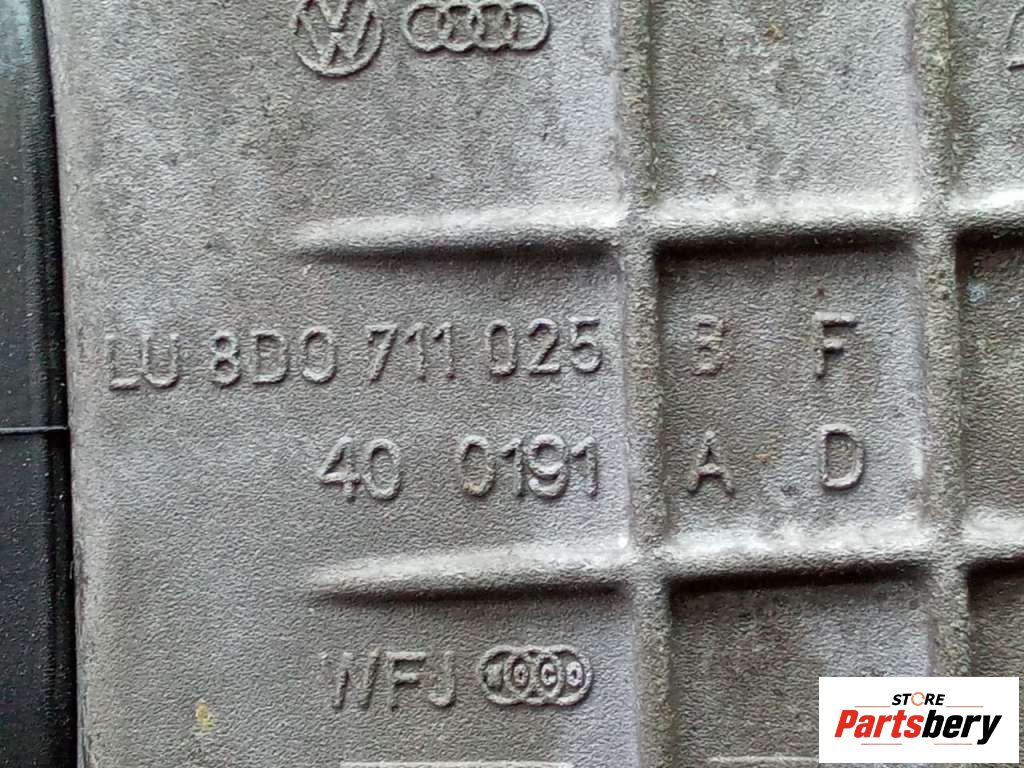 LU 8D0 711 025 B F
40 0191 A D
WFJ
STORE
Partsbery